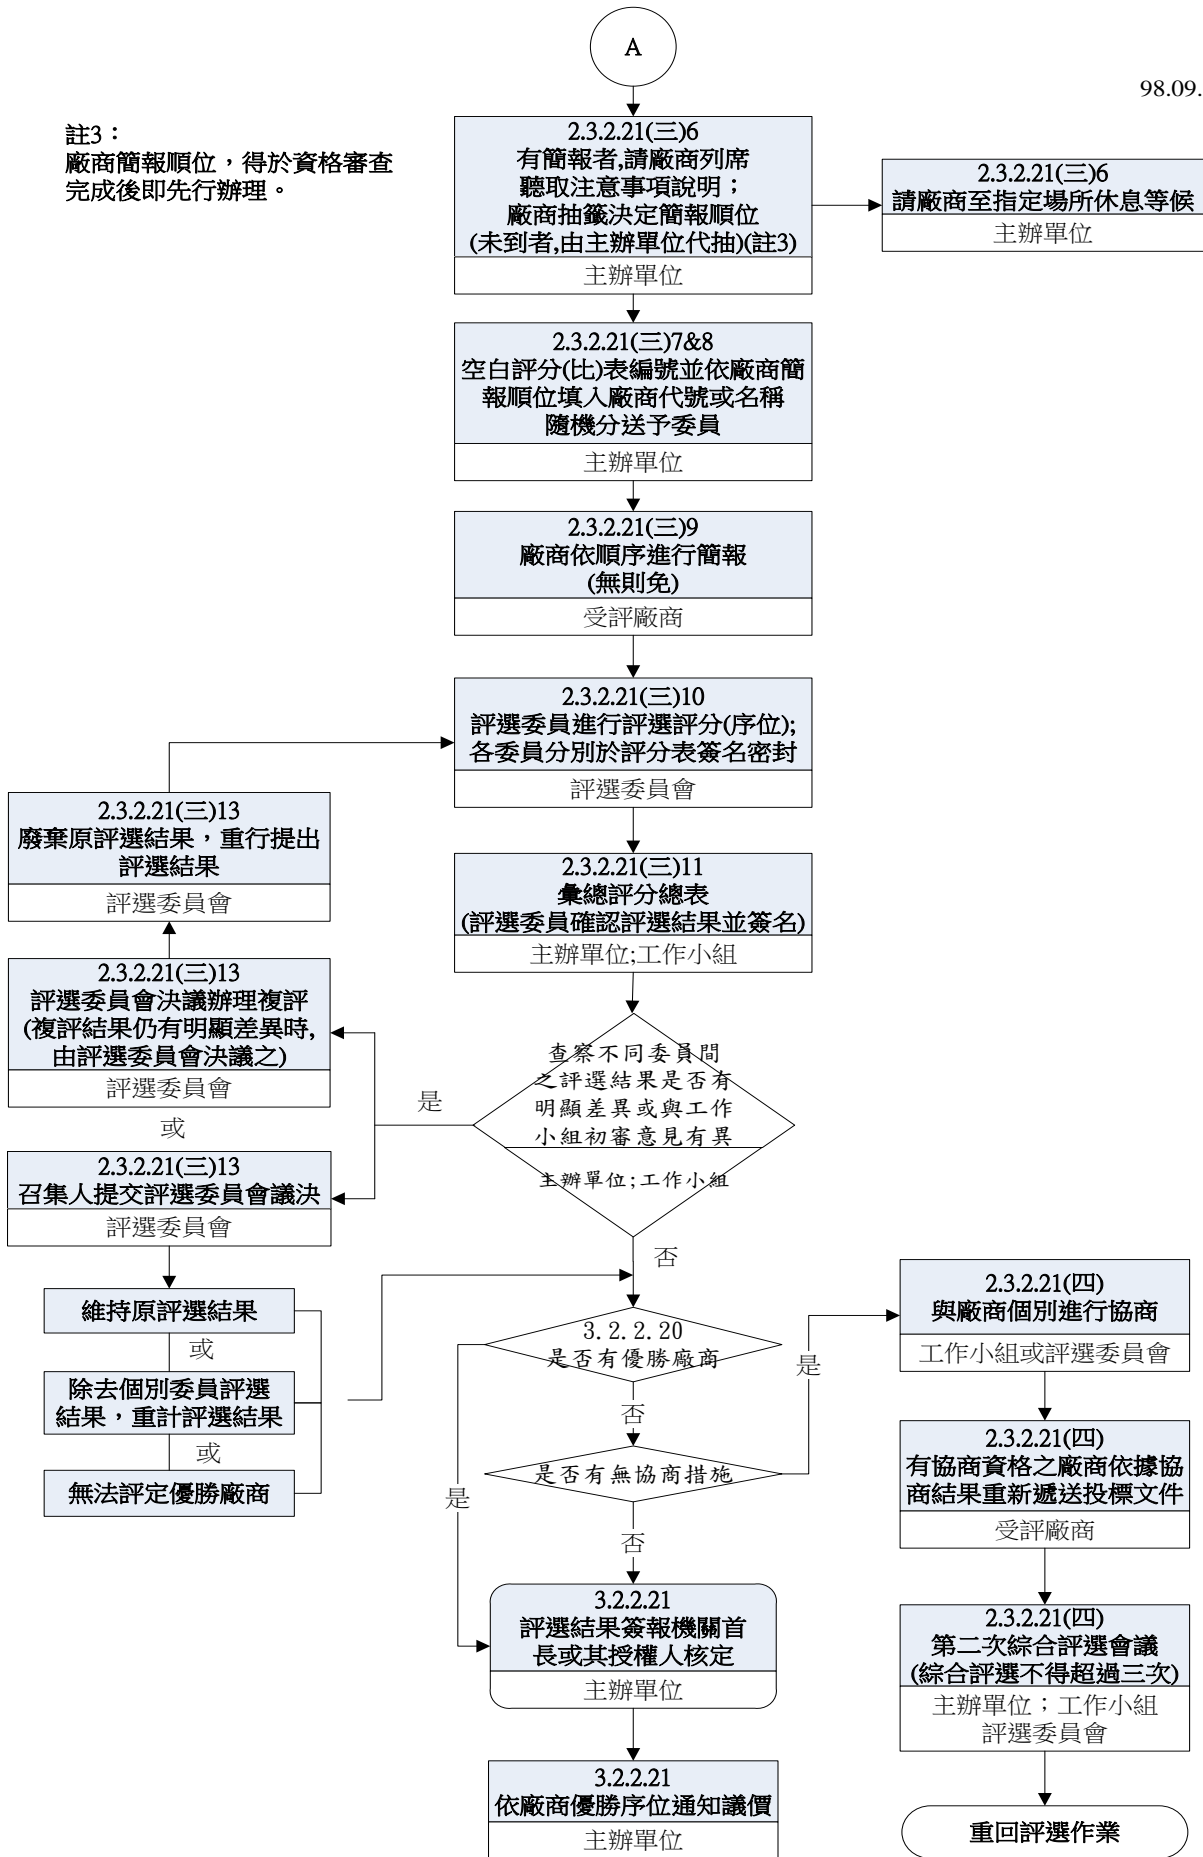 A
98.09.
註3：
廠商簡報順位，得於資格審查
完成後即先行辦理。
2.3.2.21(三)6
有簡報者,請廠商列席
聽取注意事項說明；
廠商抽籤決定簡報順位
(未到者,由主辦單位代抽)(註3)
主辦單位
2.3.2.21(三)6
請廠商至指定場所休息等候
主辦單位
2.3.2.21(三)7&8
空白評分(比)表編號並依廠商簡
報順位填入廠商代號或名稱
隨機分送予委員
主辦單位
2.3.2.21(三)9
廠商依順序進行簡報
(無則免)
受評廠商
2.3.2.21(三)10
評選委員進行評選評分(序位);
各委員分別於評分表簽名密封
評選委員會
2.3.2.21(三)13
廢棄原評選結果，重行提出
評選結果
評選委員會
2.3.2.21(三)11
彙總評分總表
(評選委員確認評選結果並簽名)
主辦單位;工作小組
2.3.2.21(三)13
評選委員會決議辦理複評
(複評結果仍有明顯差異時,
由評選委員會決議之)
評選委員會
或
是
查察不同委員間
之評選結果是否有
明顯差異或與工作
小組初審意見有異
主辦單位;工作小組
2.3.2.21(三)13
召集人提交評選委員會議決
評選委員會
否
維持原評選結果
或
除去個別委員評選
結果，重計評選結果
或
無法評定優勝廠商
3.2.2.20
是否有優勝廠商
是
否
是否有無協商措施
是
否
2.3.2.21(四)
與廠商個別進行協商
工作小組或評選委員會
2.3.2.21(四)
有協商資格之廠商依據協
商結果重新遞送投標文件
受評廠商
3.2.2.21
評選結果簽報機關首
長或其授權人核定
主辦單位
2.3.2.21(四)
第二次綜合評選會議
(綜合評選不得超過三次)
主辦單位；工作小組
評選委員會
3.2.2.21
依廠商優勝序位通知議價
主辦單位
重回評選作業